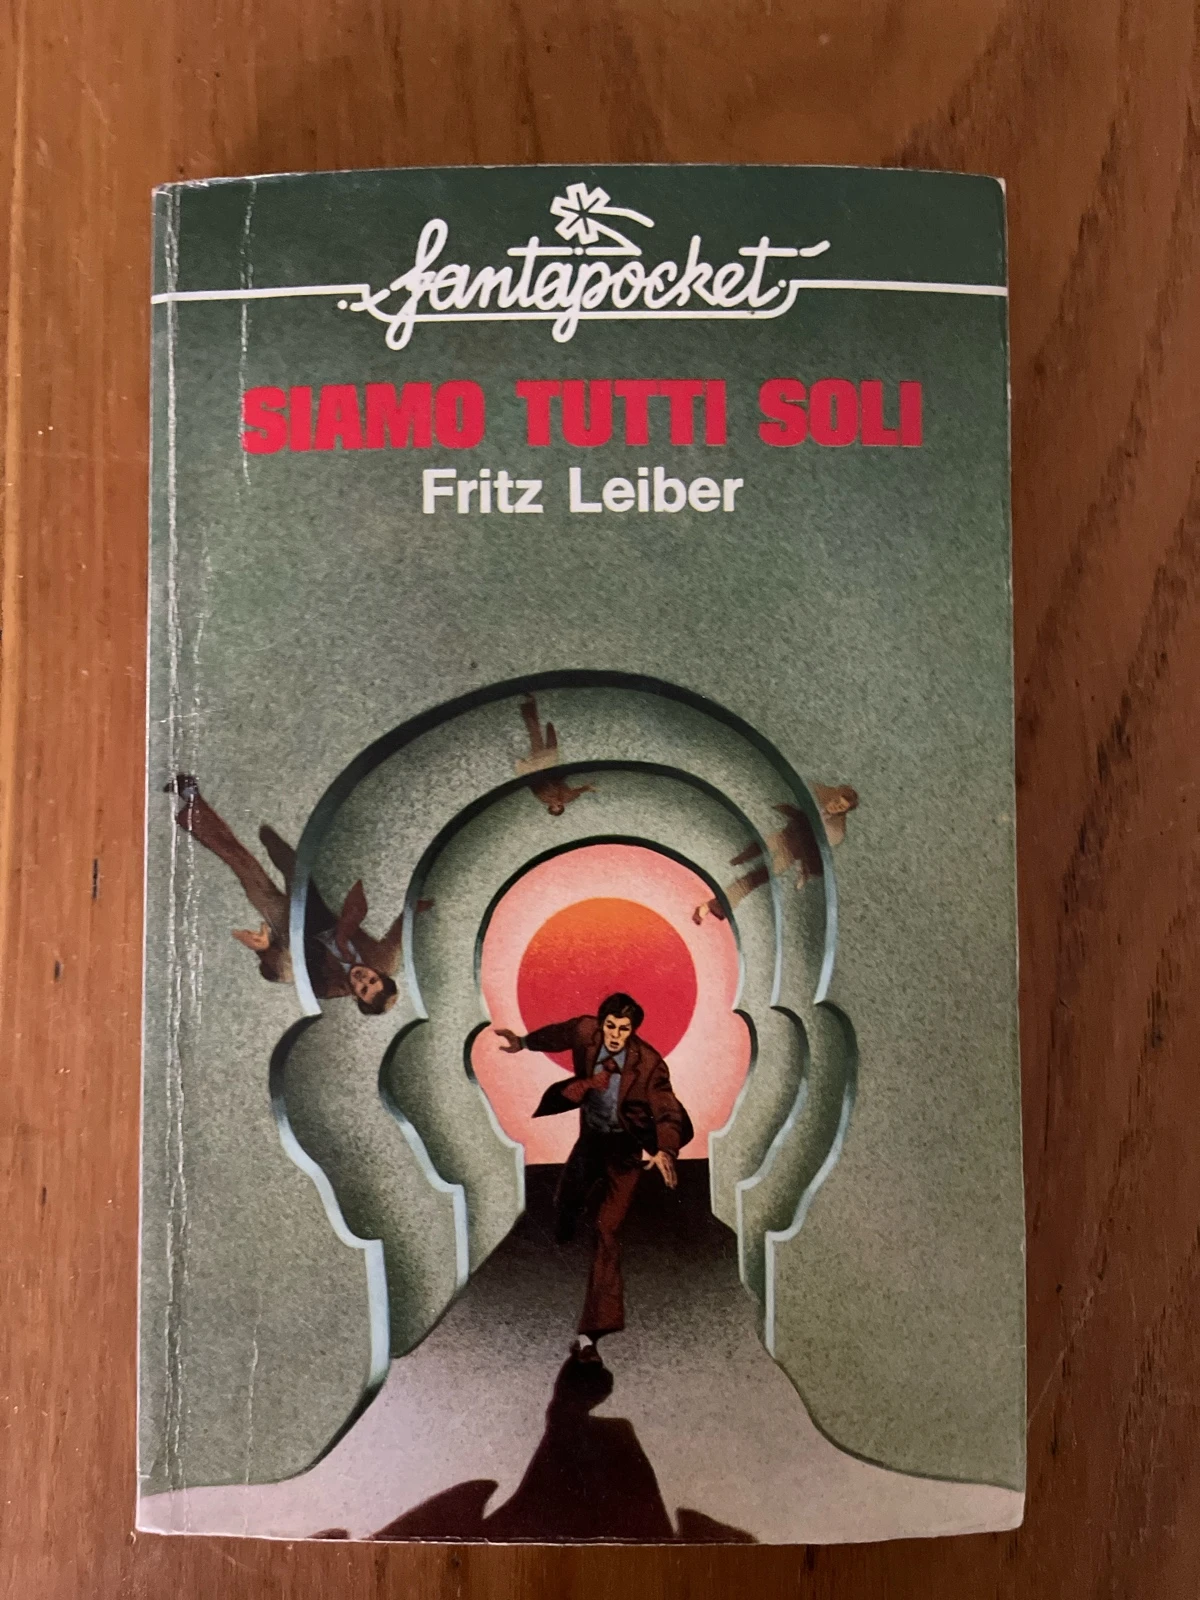 fantapocket
SIAMO TUTTI SOLI
Fritz Leiber